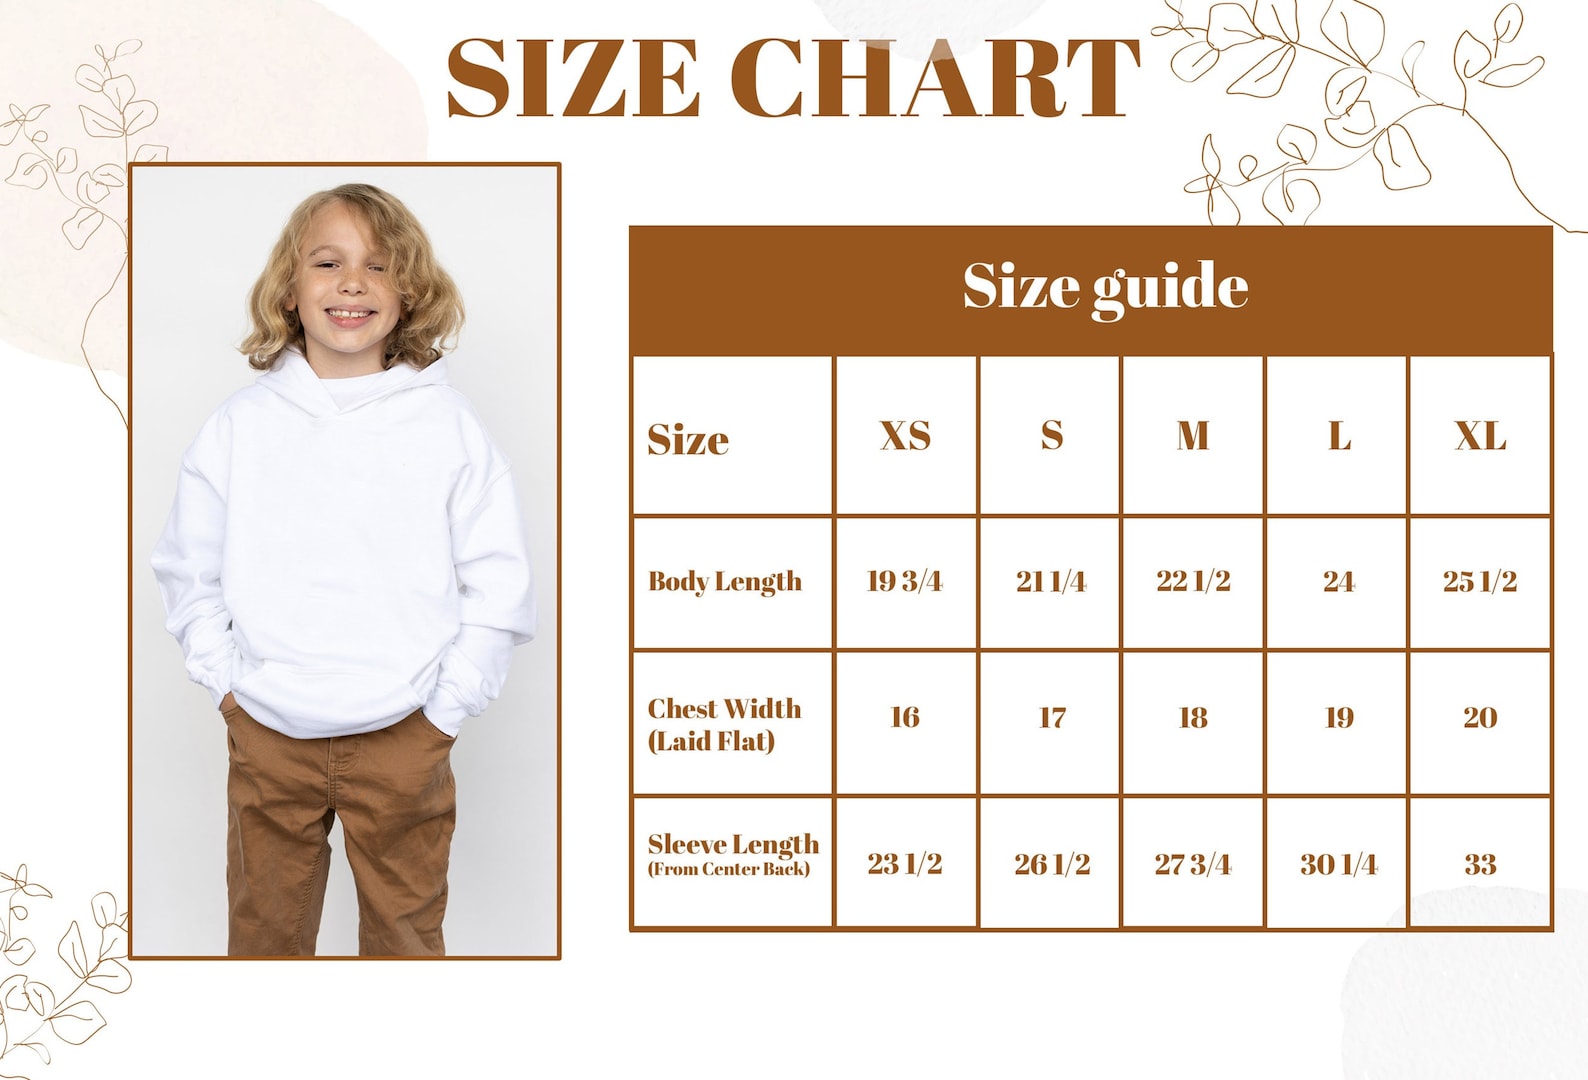 SIZE CHART
Size guide
Size XS S M L XL
Body Length 19 3/4 21 1/4 22 1/2 24 25 1/2
Chest Width
(Laid Flat) 16 17 18 19 20
Sleeve Length
(From Center Back) 23 1/2 26 1/2 27 3/4 30 1/4 33